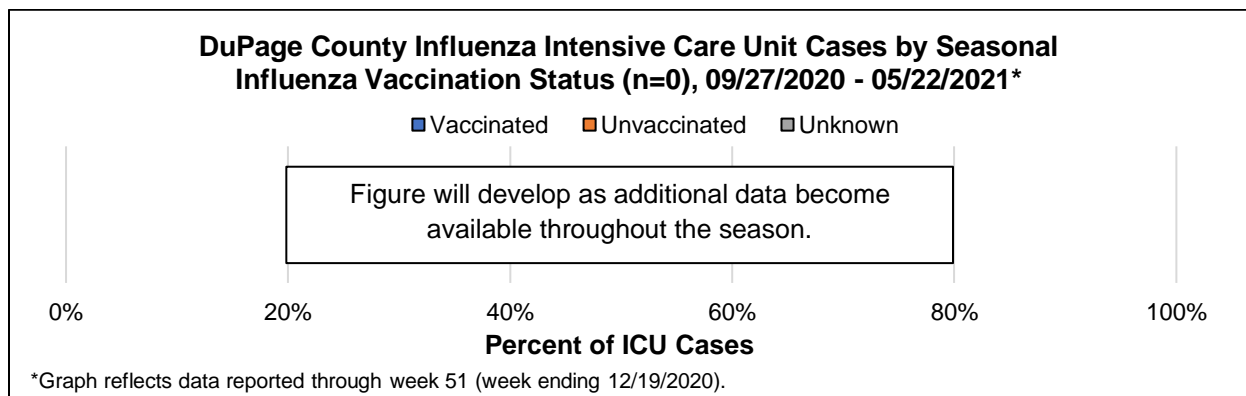 DuPage County Influenza Intensive Care Unit Cases by Seasonal
Influenza Vaccination Status (n=0), 09/27/2020 - 05/22/2021*
Vaccinated Unvaccinated Unknown
Figure will develop as additional data become
available throughout the season.
0% 20% 40% 60% 80% 100%
Percent of ICU Cases
*Graph reflects data reported through week 51 (week ending 12/19/2020).